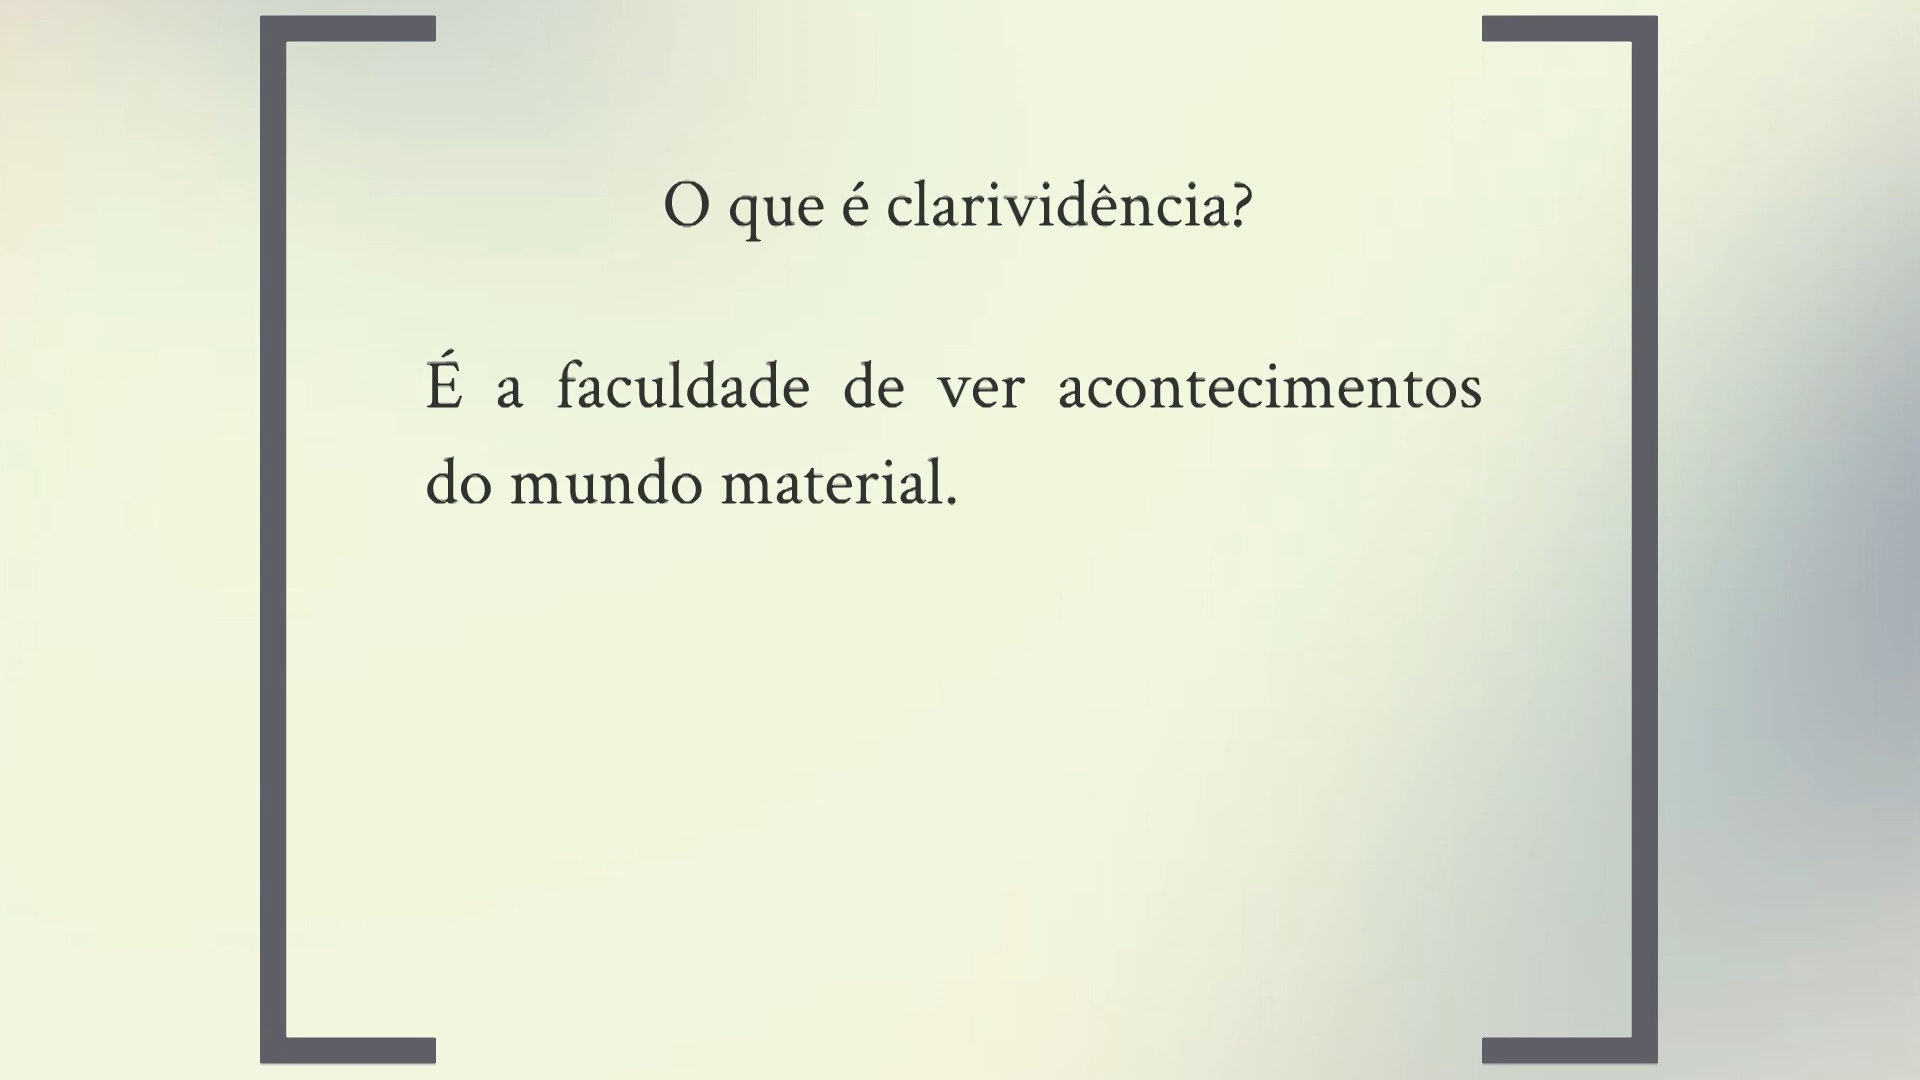 O que é clarividência?
É a faculdade de ver acontecimentos
do mundo material.